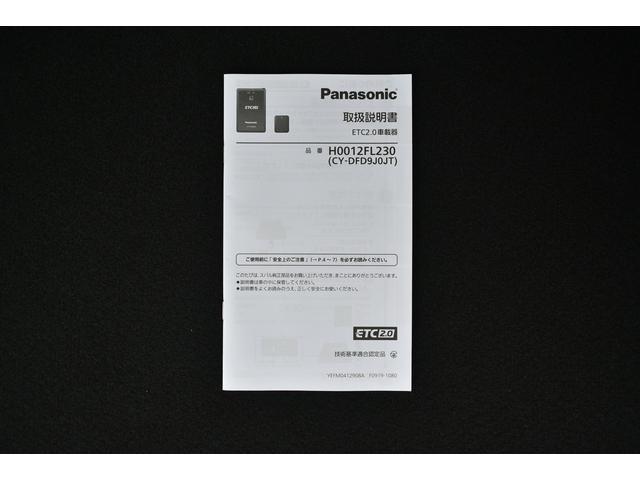 Panasonic
取扱説明書
ETC2.0車載器
品 番 H0012FL230
(CY-DFD9J0JT)
ご使用前に「安全上のご注意」(→P.4～7)を必ずお読みください。
このたびは、スバル純正部品をお買い上げいただき、まことにありがとうございます。
●説明書は車の中に保管してください。
●説明書をよくお読みのうえ、正しく安全にお使いください。
ETC2.0
技術基準適合認定品
YEFM0412908A F0919-1080